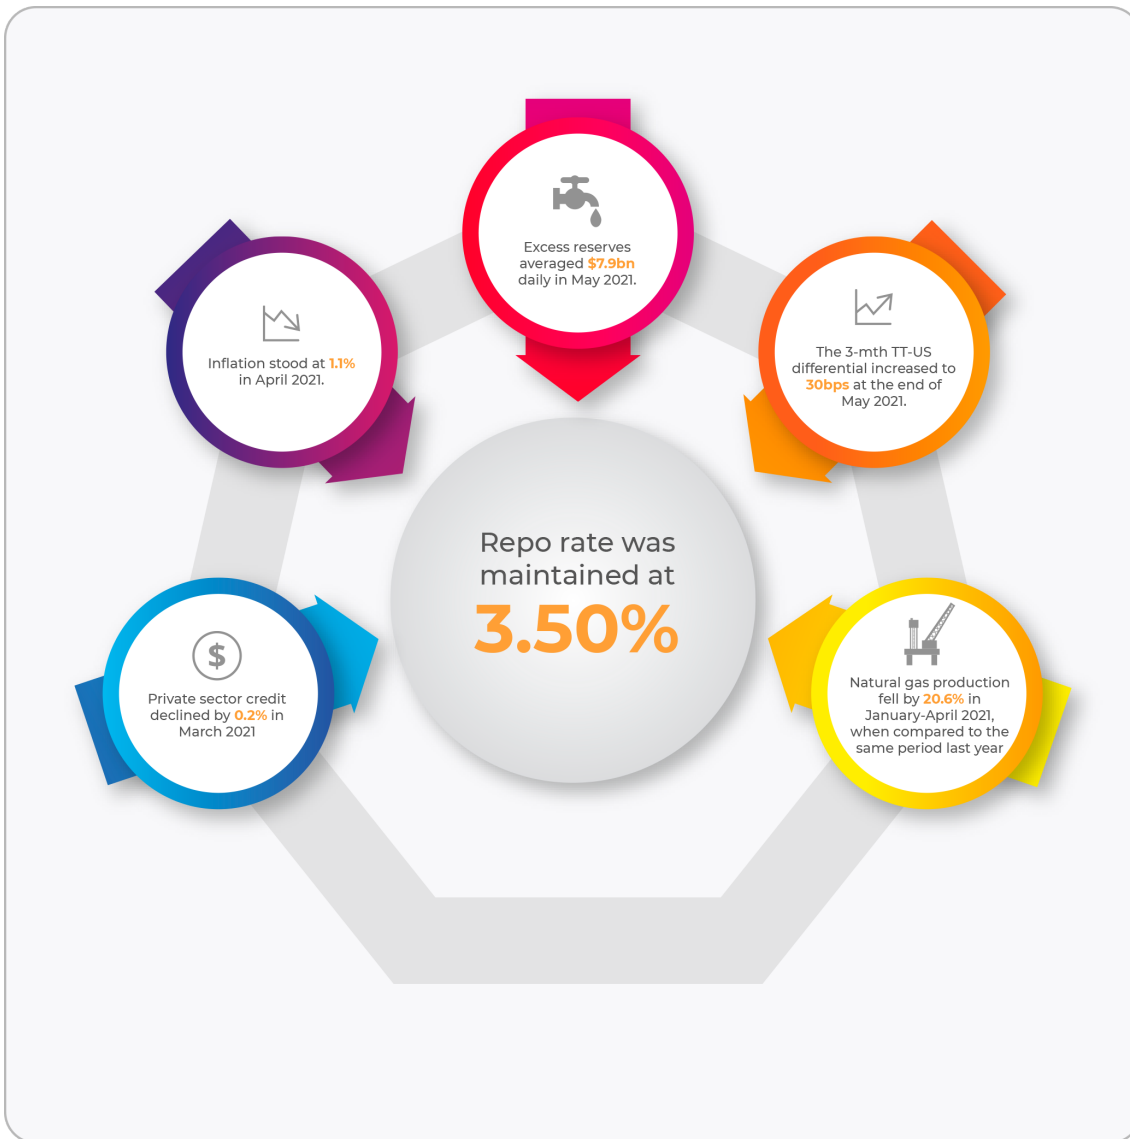 Excess reserves
averaged $7.9bn
daily in May 2021.
Inflation stood at 1.1%
in April 2021.
The 3-mth TT-US
differential increased to
30bps at the end of
May 2021.
Repo rate was
maintained at
3.50%
$
Private sector credit
declined by 0.2% in
March 2021
Natural gas production
fell by 20.6% in
January-April 2021,
when compared to the
same period last year